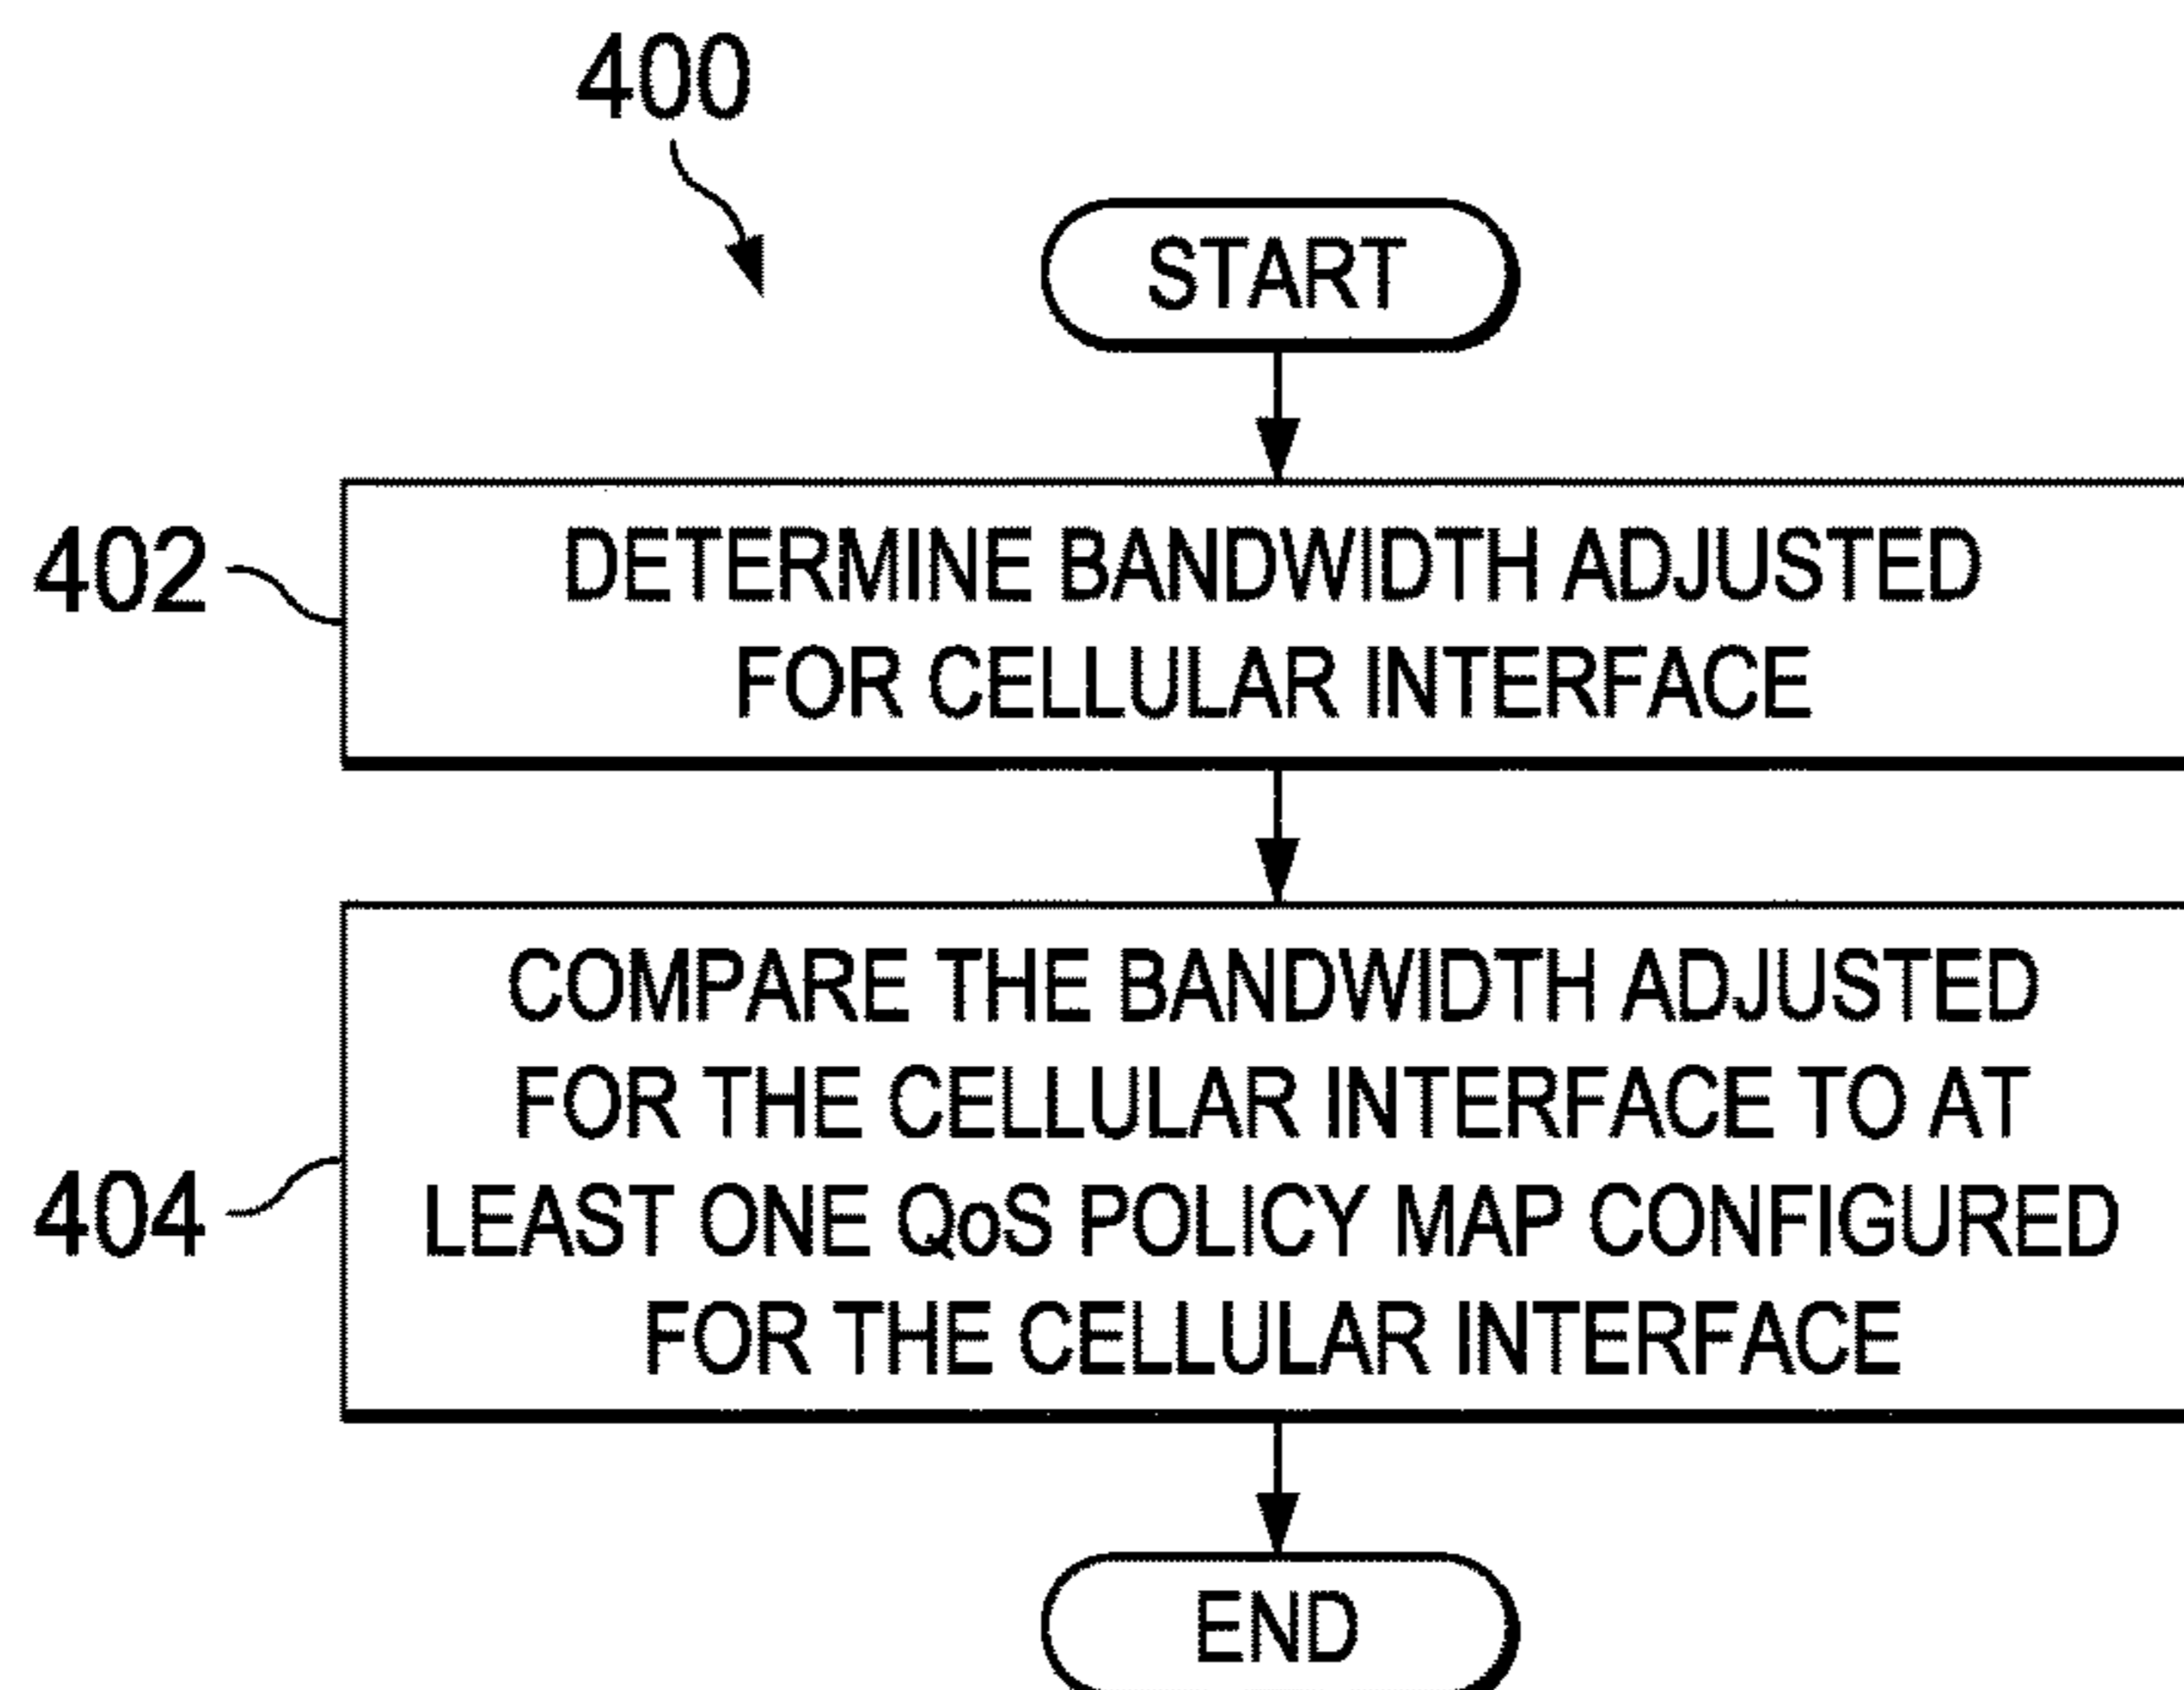 400
START
402
DETERMINE BANDWIDTH ADJUSTED
FOR CELLULAR INTERFACE
COMPARE THE BANDWIDTH ADJUSTED
FOR THE CELLULAR INTERFACE TO AT
404
LEAST ONE QoS POLICY MAP CONFIGURED
FOR THE CELLULAR INTERFACE
END